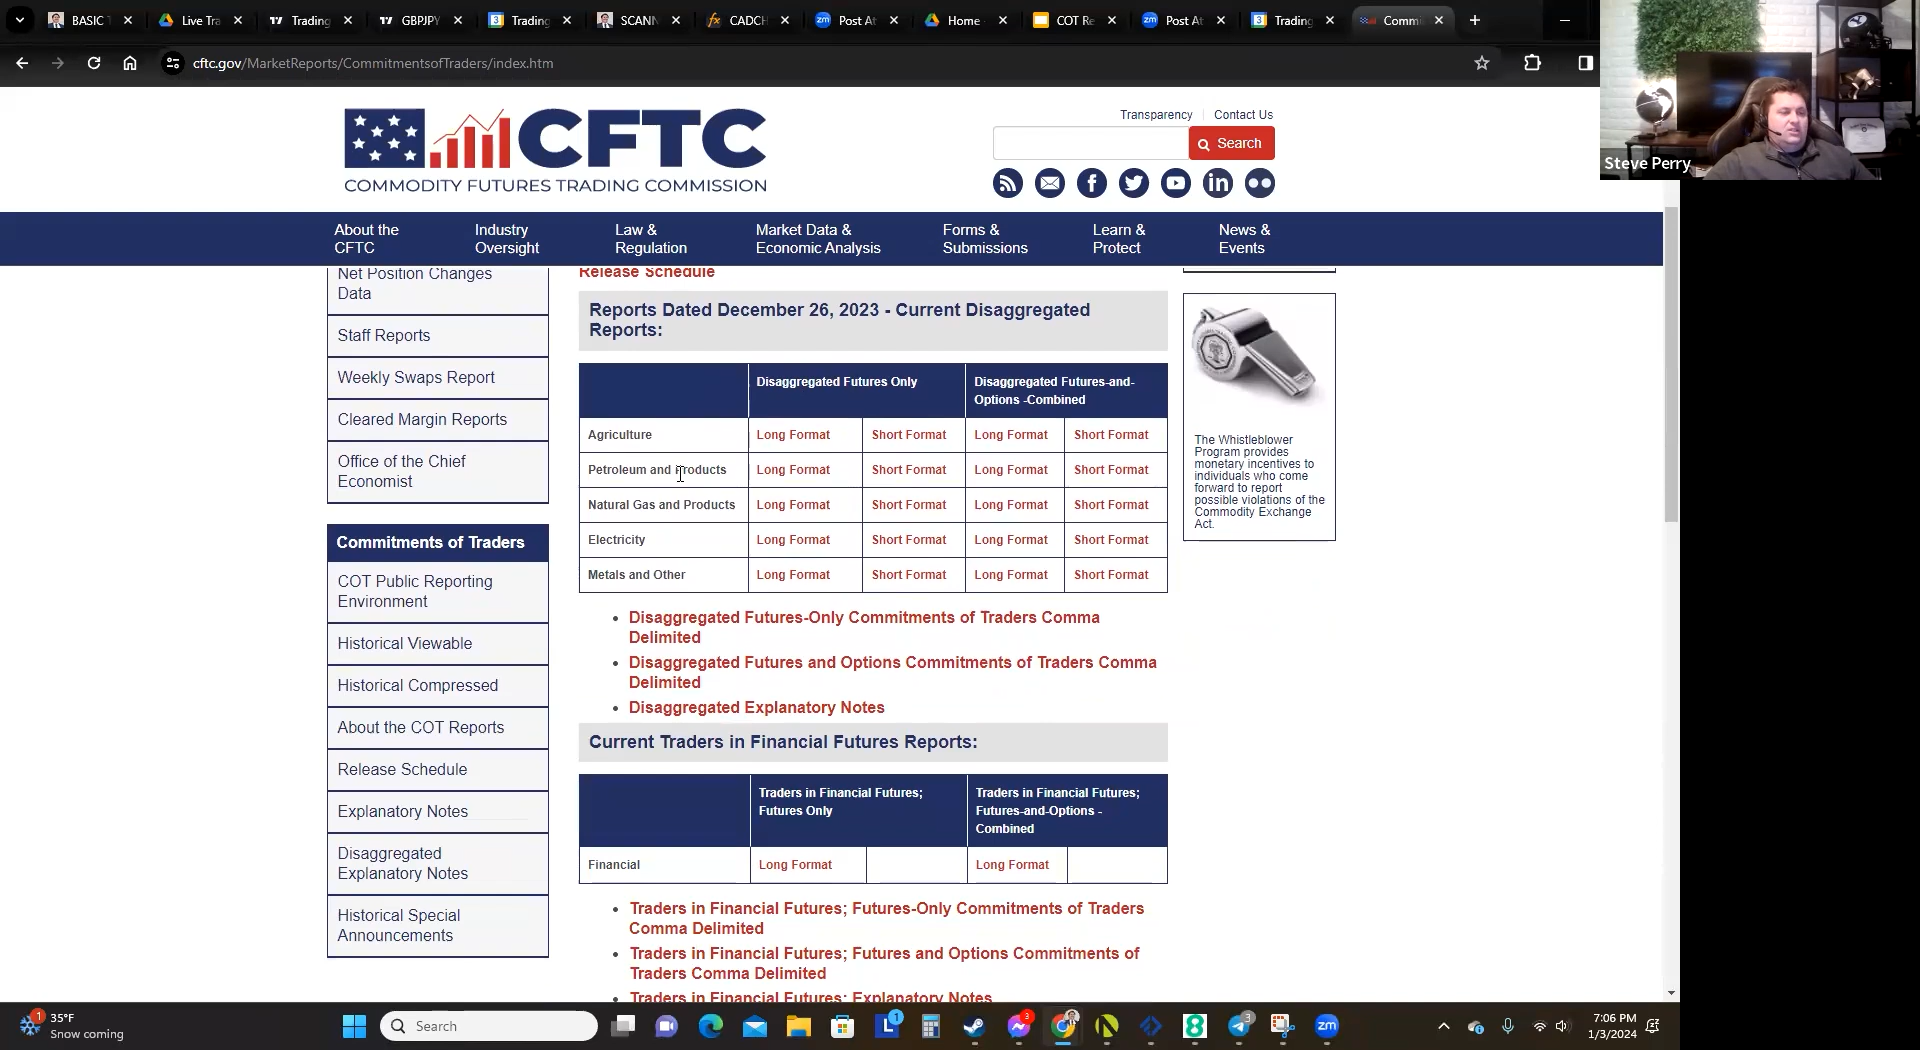 BASIC T
Live Tra
Trading
GBPJPY
Trading
SCANN
CADCH
Post At
Home
COT Re
Post At
Trading
Commi
cftc.gov/MarketReports/CommitmentsofTraders/index.htm
Steve Perry
CFTC
COMMODITY FUTURES TRADING COMMISSION
Transparency
Contact Us
Search
About the
CFTC
Industry
Oversight
Law &
Regulation
Market Data &
Economic Analysis
Forms &
Submissions
Learn &
Protect
News &
Events
Net Position Changes
Data
Staff Reports
Weekly Swaps Report
Cleared Margin Reports
Office of the Chief
Economist
Commitments of Traders
COT Public Reporting
Environment
Historical Viewable
Historical Compressed
About the COT Reports
Release Schedule
Explanatory Notes
Disaggregated
Explanatory Notes
Historical Special
Announcements
Release Schedule
Reports Dated December 26, 2023 - Current Disaggregated
Reports:
Disaggregated Futures Only
Disaggregated Futures-and-
Options -Combined
Agriculture Long Format Short Format Long Format Short Format
Petroleum and Products Long Format Short Format Long Format Short Format
Natural Gas and Products Long Format Short Format Long Format Short Format
Electricity Long Format Short Format Long Format Short Format
Metals and Other Long Format Short Format Long Format Short Format
Disaggregated Futures-Only Commitments of Traders Comma
Delimited
Disaggregated Futures and Options Commitments of Traders Comma
Delimited
Disaggregated Explanatory Notes
Current Traders in Financial Futures Reports:
Traders in Financial Futures;
Futures Only
Traders in Financial Futures;
Futures-and-Options -
Combined
Financial Long Format Long Format
Traders in Financial Futures; Futures-Only Commitments of Traders
Comma Delimited
Traders in Financial Futures; Futures and Options Commitments of
Traders Comma Delimited
Traders in Financial Futures; Explanatory Notes
The Whistleblower
Program provides
monetary incentives to
individuals who come
forward to report
possible violations of the
Commodity Exchange
Act.
1
35°F
Snow coming
Search
1
3
3
7:06 PM
1/3/2024